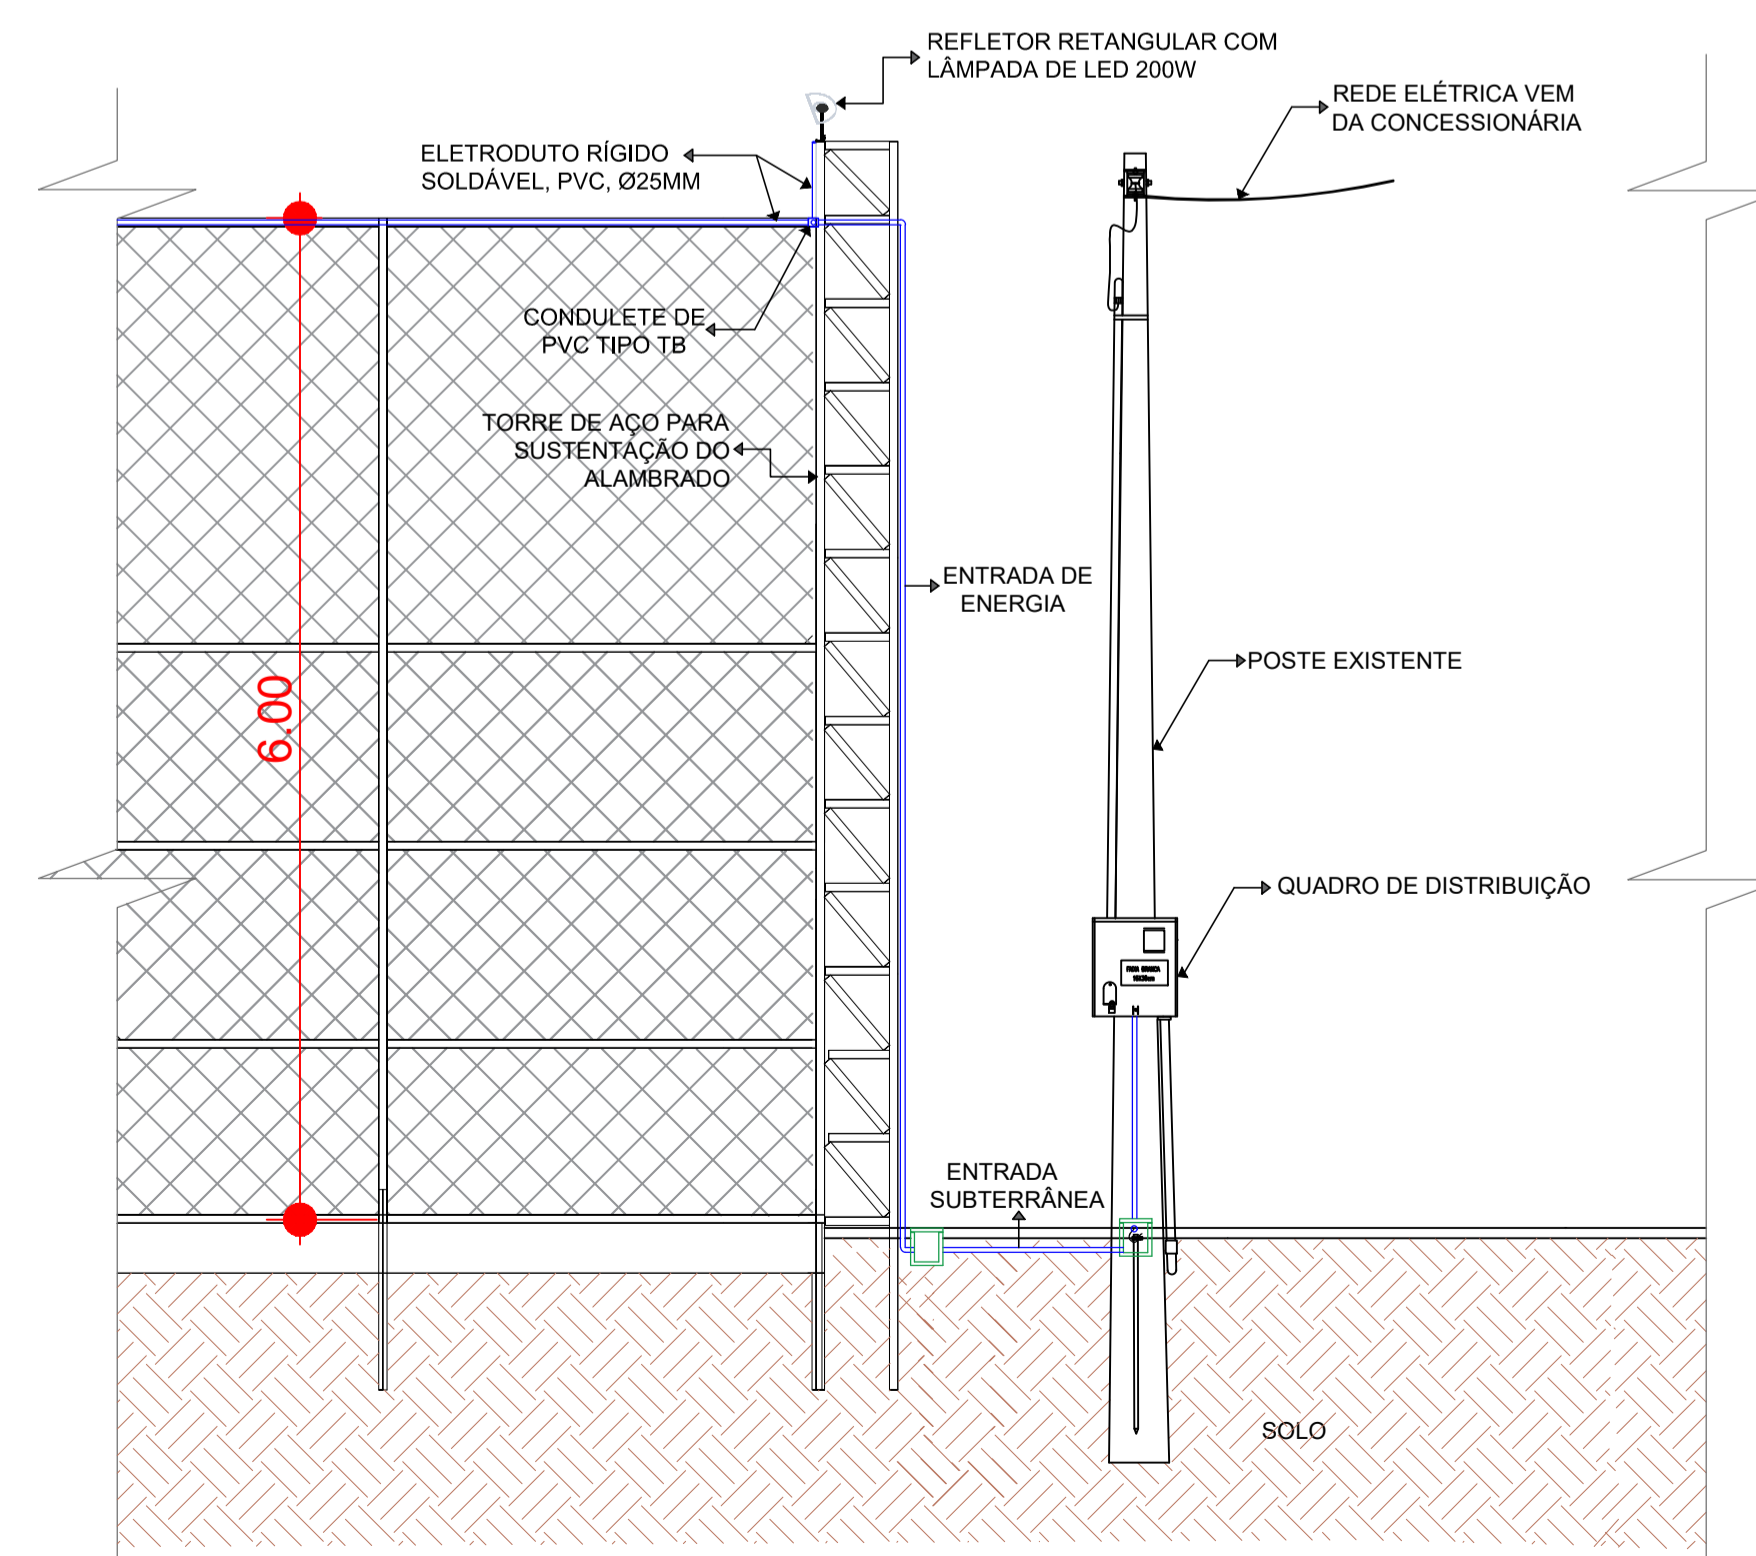 REFLETOR RETANGULAR COM
LÂMPADA DE LED 200W
REDE ELÉTRICA VEM
DA CONCESSIONÁRIA
ELETRODUTO RÍGIDO
SOLDÁVEL, PVC, Ø25MM
CONDULETE DE
PVC TIPO TB
TORRE DE AÇO PARA
SUSTENTAÇÃO DO
ALAMBRADO
ENTRADA DE
ENERGIA
POSTE EXISTENTE
6.00
QUADRO DE DISTRIBUIÇÃO
ENTRADA
SUBTERRÂNEA
SOLO